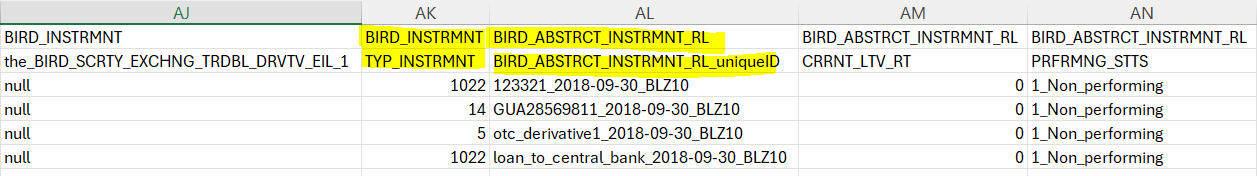 AJ AK AL AM AN
BIRD_INSTRMNT BIRD_INSTRMNT BIRD_ABSTRCT_INSTRMNT_RL BIRD_ABSTRCT_INSTRMNT_RL BIRD_ABSTRCT_INSTRMNT_RL
the_BIRD_SCRTY_EXCHNG_TRDBL_DRVTV_EIL_1 TYP_INSTRMNT BIRD_ABSTRCT_INSTRMNT_RL_uniqueID CRRNT_LTV_RT PRFRMNG_STTS
null 1022 123321_2018-09-30_BLZ10 0 1_Non_performing
null 14 GUA28569811_2018-09-30_BLZ10 0 1_Non_performing
null 5 otc_derivative1_2018-09-30_BLZ10 0 1_Non_performing
null 1022 loan_to_central_bank_2018-09-30_BLZ10 0 1_Non_performing